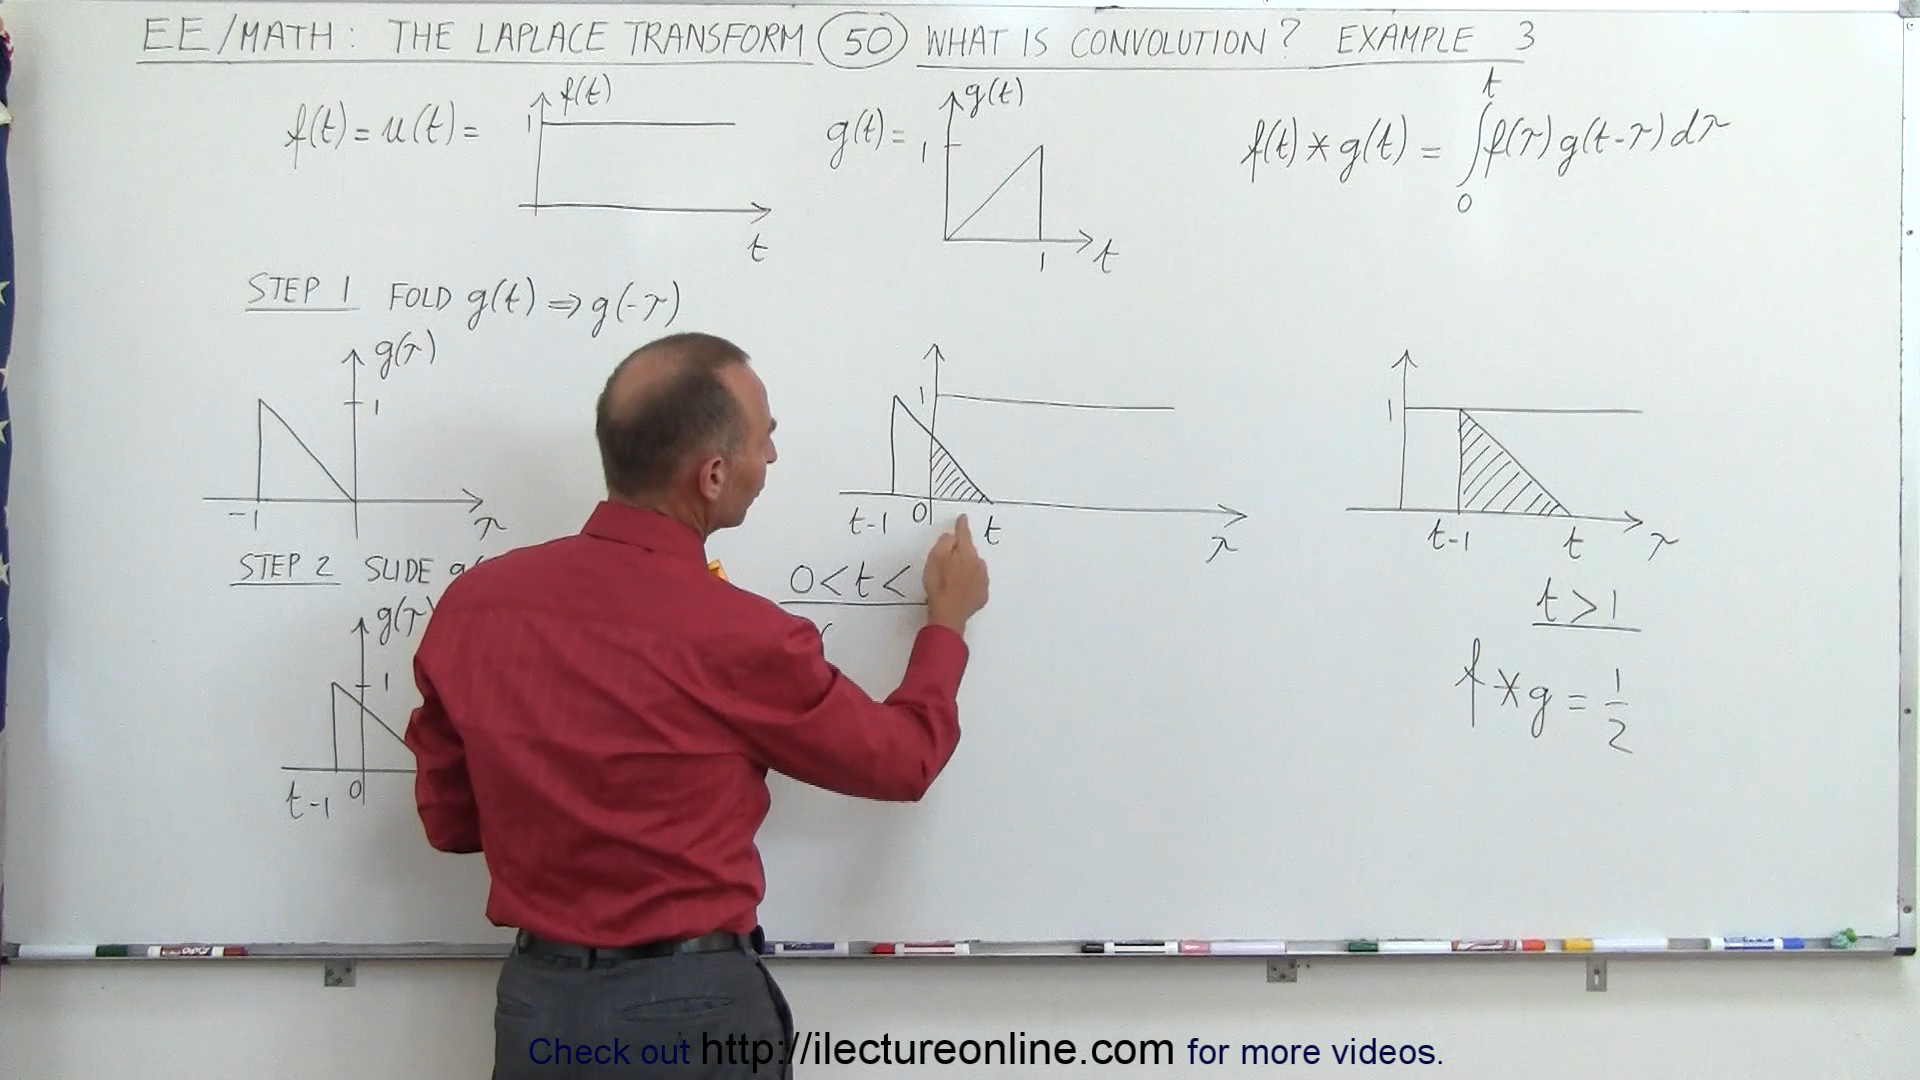 EE/MATH: THE LAPLACE TRANSFORM 50 WHAT IS CONVOLUTION? EXAMPLE 3
f(t) = u(t) =
f(t)
1
t
g(t) =
g(t)
1
1
t
f(t) * g(t) = ∫₀ᵗ f(τ) g(t-τ) dτ
STEP 1 FOLD g(t) ⇒ g(-τ)
g(τ)
1
-1
τ
1
t-1 0 t
τ
1
t-1 t τ
STEP 2 SLIDE
g(τ)
1
t-1 0
0 < t <
t > 1
f * g = 1/2
Check out http://ilectureonline.com for more videos.